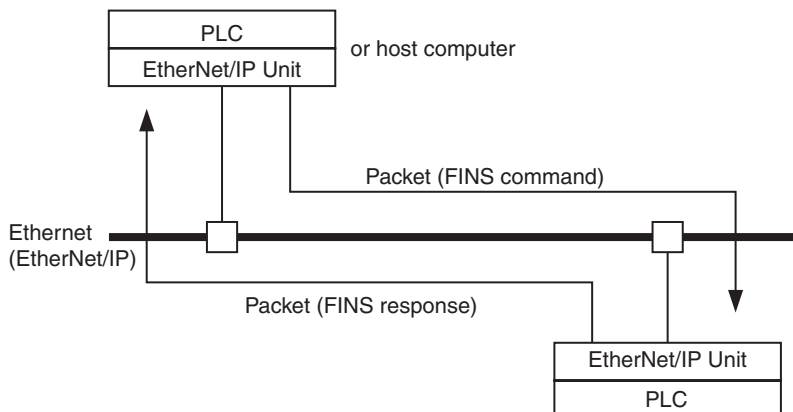 PLC
EtherNet/IP Unit
or host computer
Packet (FINS command)
Ethernet
(EtherNet/IP)
Packet (FINS response)
EtherNet/IP Unit
PLC